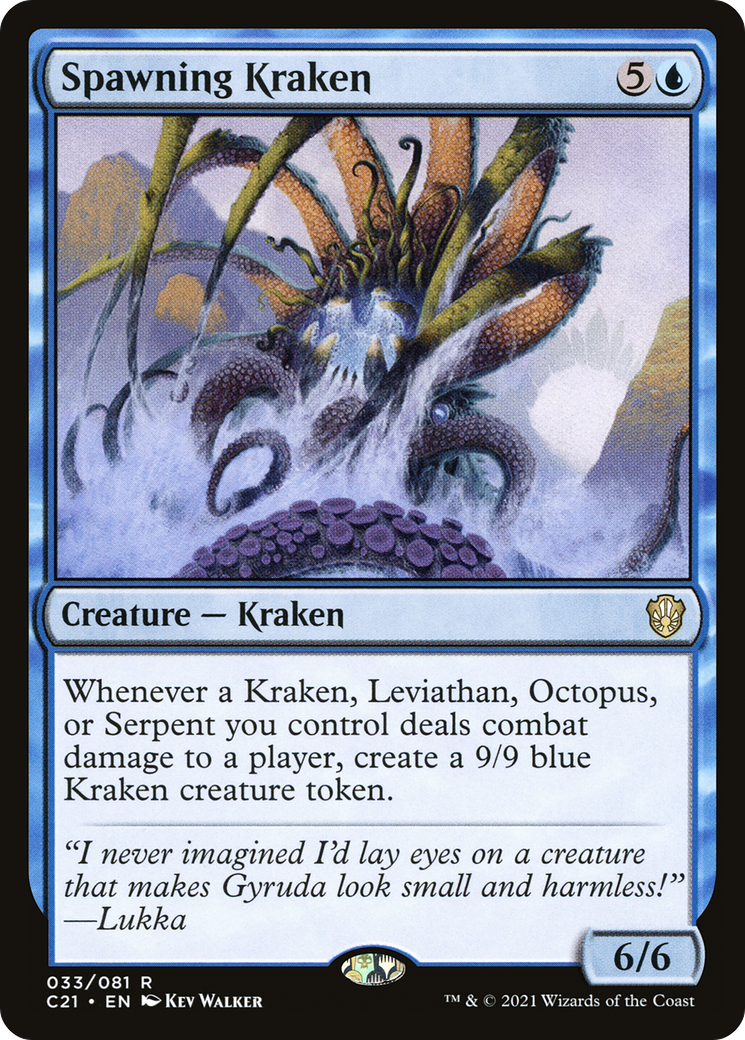 Spawning Kraken 5
Creature — Kraken
Whenever a Kraken, Leviathan, Octopus,
or Serpent you control deals combat
damage to a player, create a 9/9 blue
Kraken creature token.
“I never imagined I’d lay eyes on a creature
that makes Gyruda look small and harmless!”
—Lukka
6/6
033/081 R
C21 • EN Kev Walker
™ & © 2021 Wizards of the Coast